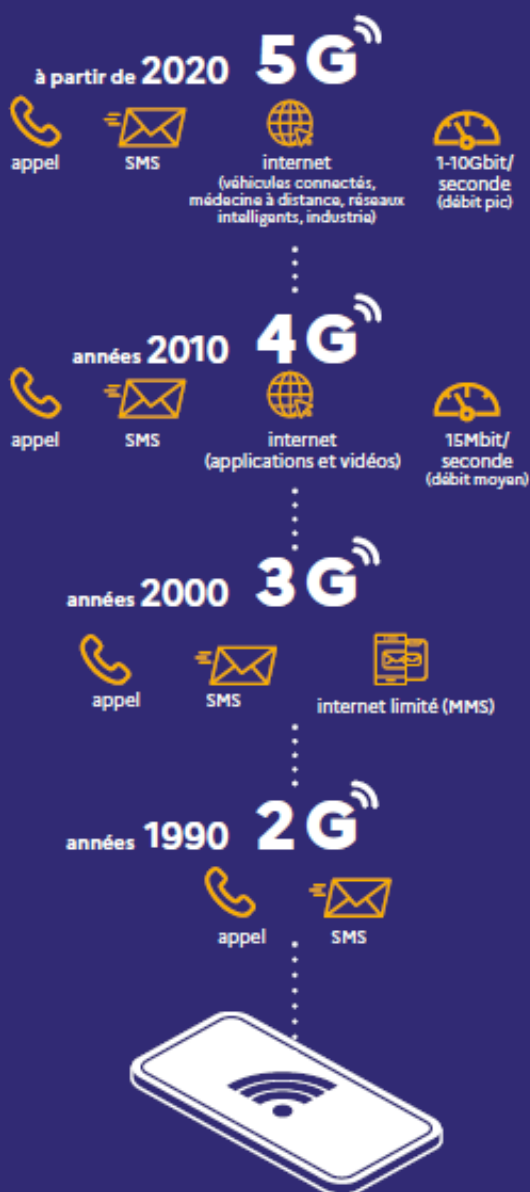 à partir de 2020 5G
appel
SMS
internet
(véhicules connectés,
médecine à distance, réseaux
intelligents, industrie)
1-10Gbit/
seconde
(débit pic)
années 2010 4G
appel
SMS
internet
(applications et vidéos)
15Mbit/
seconde
(débit moyen)
années 2000 3G
appel
SMS
internet limité (MMS)
années 1990 2G
appel
SMS